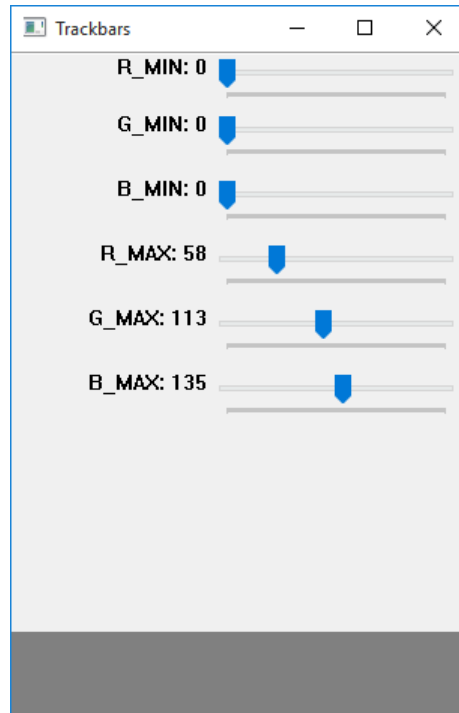 Trackbars
R_MIN: 0
G_MIN: 0
B_MIN: 0
R_MAX: 58
G_MAX: 113
B_MAX: 135